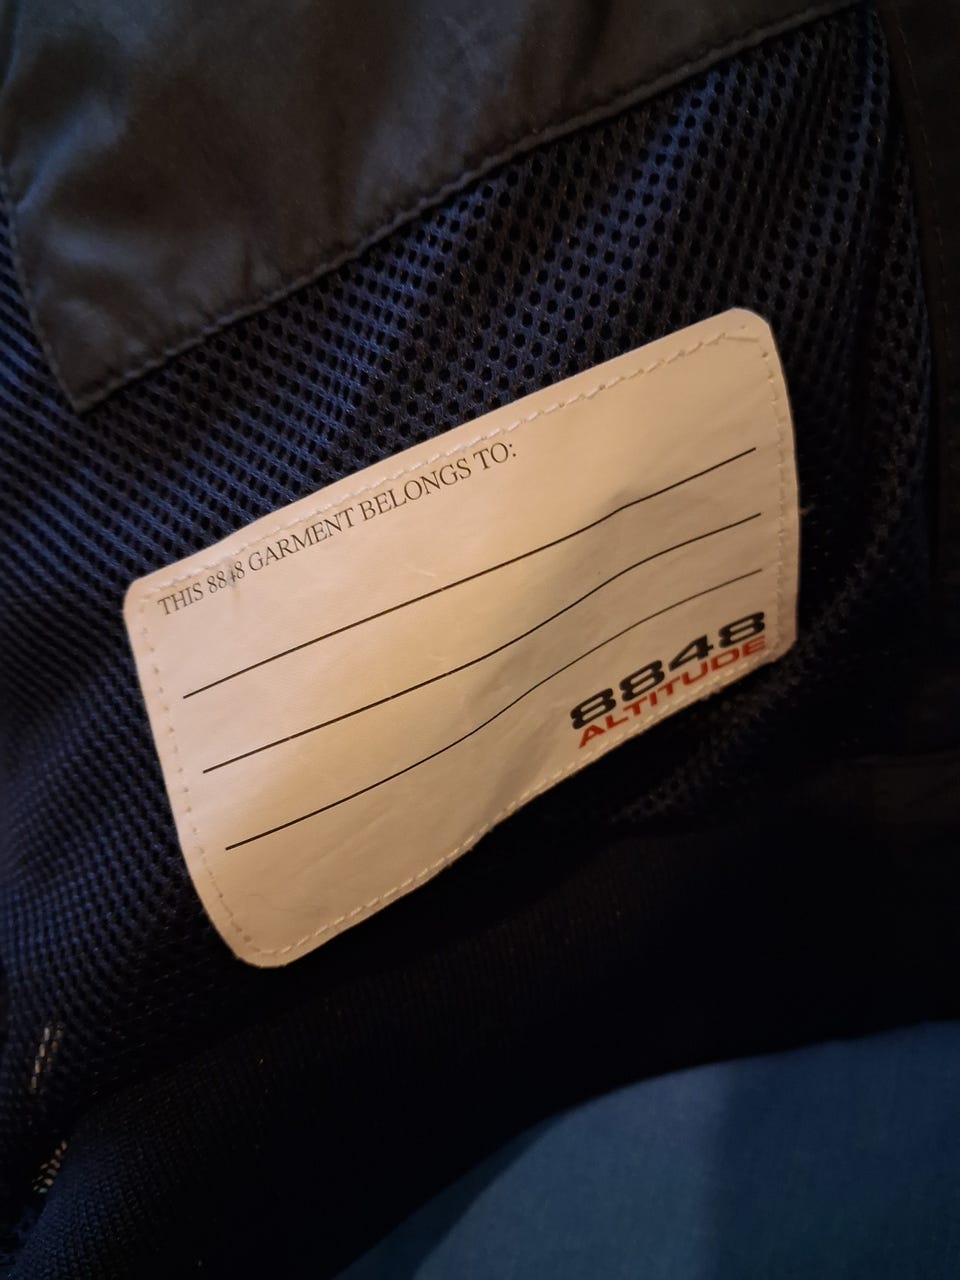 THIS 8848 GARMENT BELONGS TO:
8848
ALTITUDE